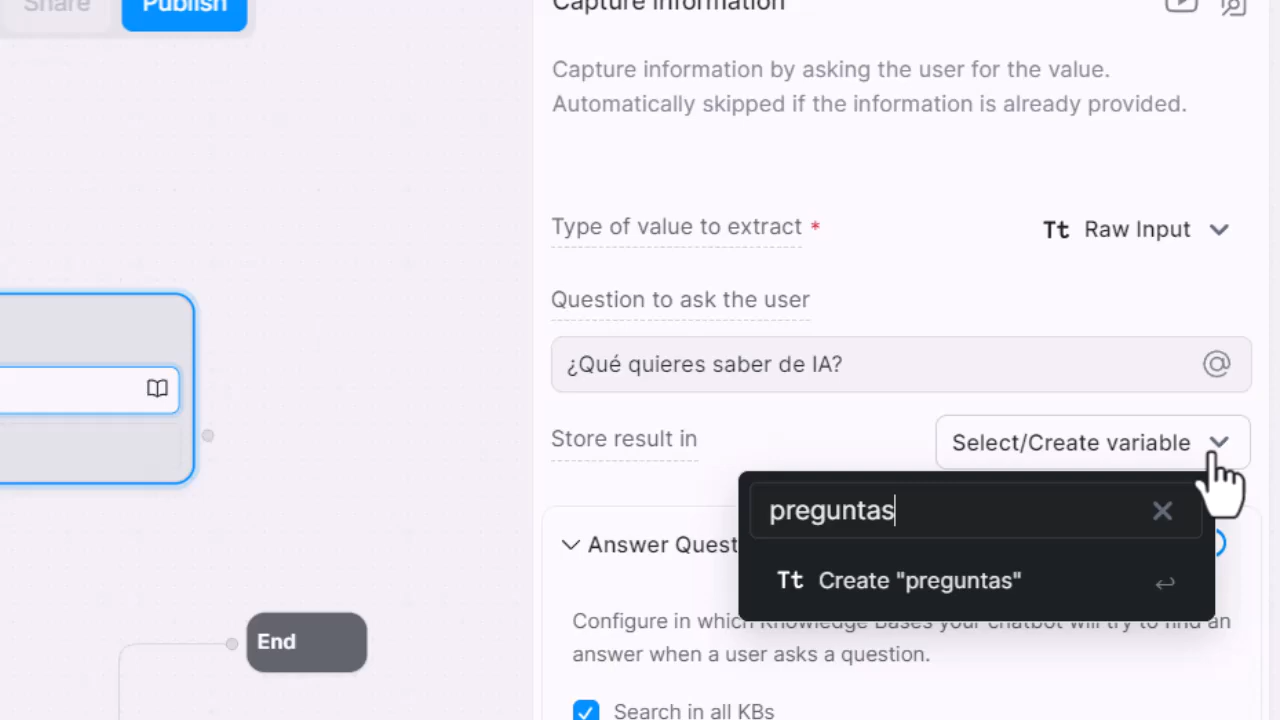 Share
Publish
Capture information
Capture information by asking the user for the value.
Automatically skipped if the information is already provided.
Type of value to extract *
Tt Raw Input
Question to ask the user
¿Qué quieres saber de IA?
Store result in
Select/Create variable
preguntas
Answer Quest
Tt Create "preguntas"
Configure in which Knowledge Bases your chatbot will try to find an
answer when a user asks a question.
End
Search in all KBs